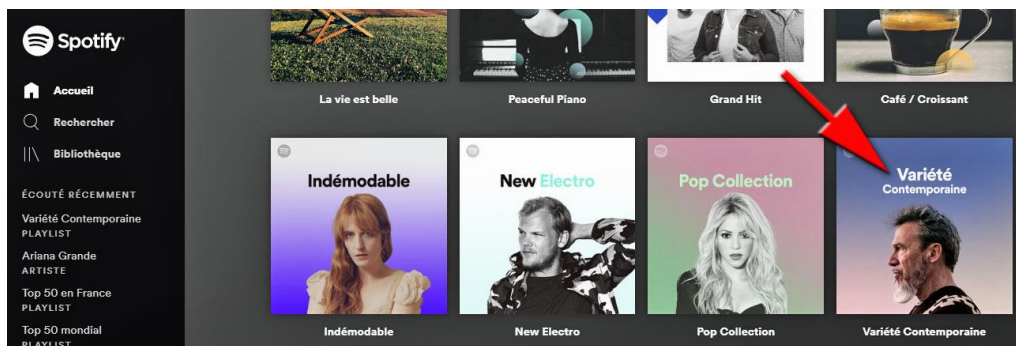 Spotify
Accueil
Rechercher
Bibliothèque
ÉCOUTÉ RÉCEMMENT
Variété Contemporaine
PLAYLIST
Ariana Grande
ARTISTE
Top 50 en France
PLAYLIST
Top 50 mondial
PLAYLIST
La vie est belle
Peaceful Piano
Grand Hit
Café / Croissant
Indémodable
New Electro
Pop Collection
Variété
Contemporaine
Indémodable
New Electro
Pop Collection
Variété Contemporaine